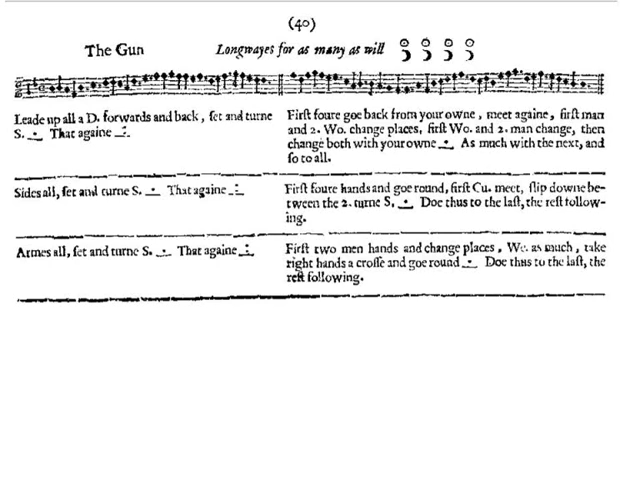 (40)
The Gun Longwayes for as many as will
Leade up all a D. forwards and back, ſet and turne
S. That againe
Firſt foure goe back from your owne, meet againe, firſt man
and 2. Wo. change places, firſt Wo. and 2. man change, then
change both with your owne As much with the next, and
ſo to all.
Sides all, ſet and turne S. That againe
Firſt foure hands and goe round, firſt Cu. meet, ſlip downe be-
tween the 2. turne S. Doe thus to the laſt, the reſt follow-
ing.
Armes all, ſet and turne S. That againe
Firſt two men hands and change places, We. as much, take
right hands a croſſe and goe round Doe thus to the laſt, the
reſt following.